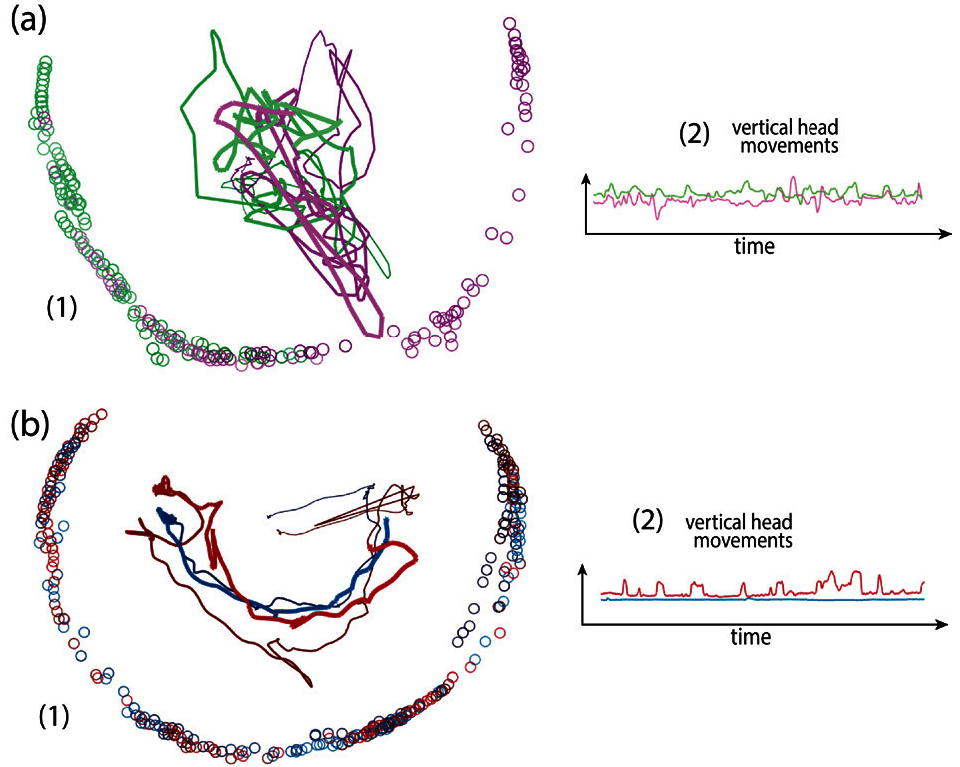 (a)
(2) vertical head
movements
time
(1)
(b)
(2) vertical head
movements
time
(1)